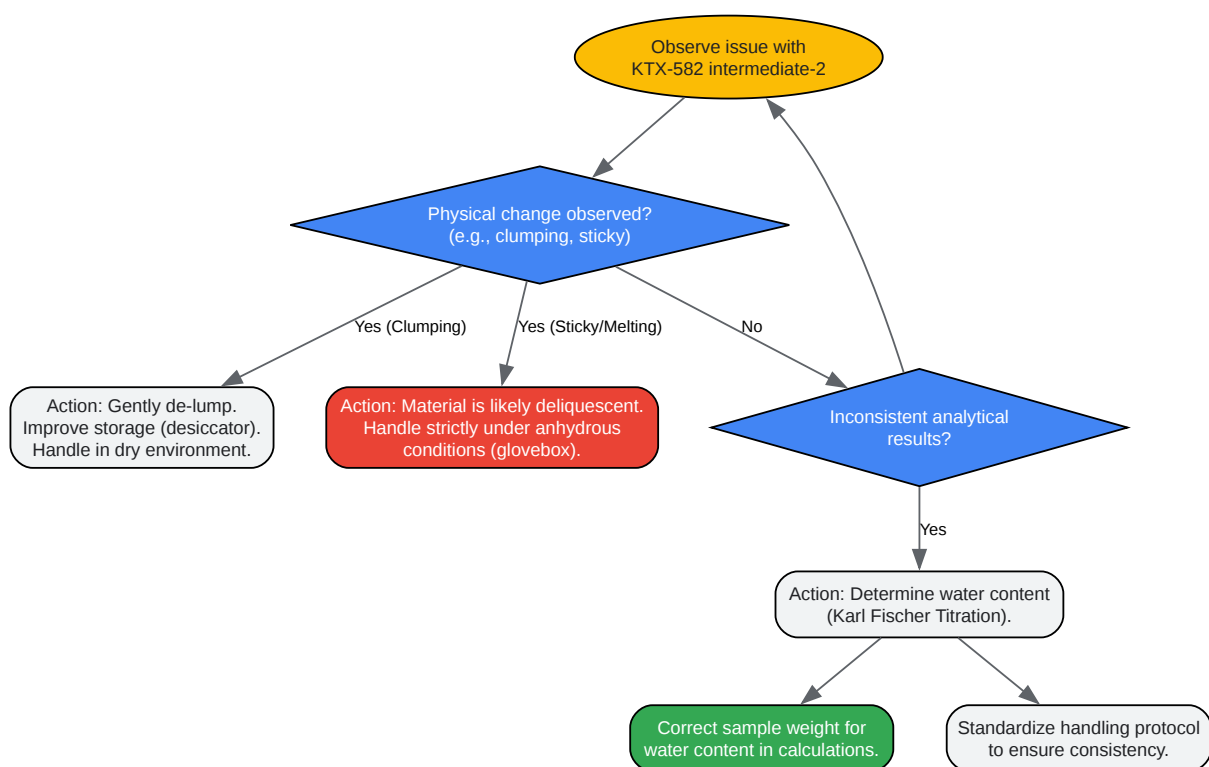 Observe issue with
KTX-582 intermediate-2
Physical change observed?
(e.g., clumping, sticky)
Yes (Clumping)
Yes (Sticky/Melting)
No
Action: Gently de-lump.
Improve storage (desiccator).
Handle in dry environment.
Action: Material is likely deliquescent.
Handle strictly under anhydrous
conditions (glovebox).
Inconsistent analytical
results?
Yes
Action: Determine water content
(Karl Fischer Titration).
Correct sample weight for
water content in calculations.
Standardize handling protocol
to ensure consistency.